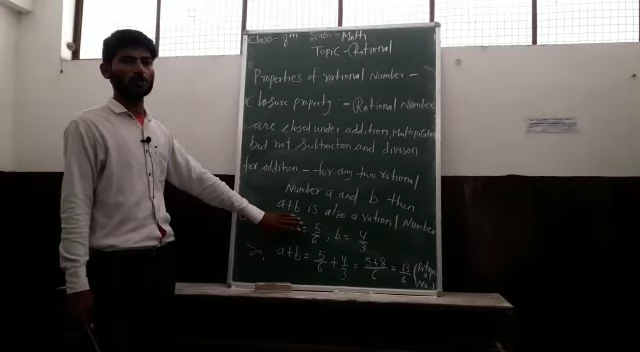 Class - 8th Sub. - Math
Topic - Rational
Properties of rational Number -
Closure property - Rational Number
are closed under addition, Multiplication
but not Subtraction and divison
for addition - for any two rational
Number a and b then
a+b is also a rational Number
= 5/6, b = 4/3
So, a+b = 5/6 + 4/3 = 5+8/6 = 13/6